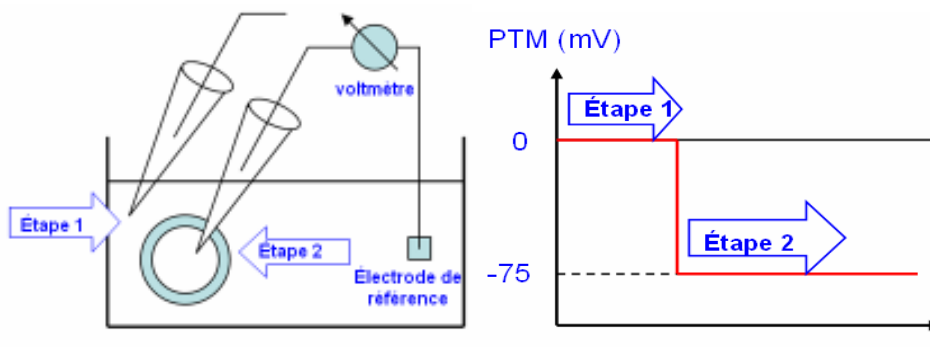 voltmètre
Étape 1
Étape 2
Électrode de
référence
PTM (mV)
Étape 1
0
Étape 2
-75